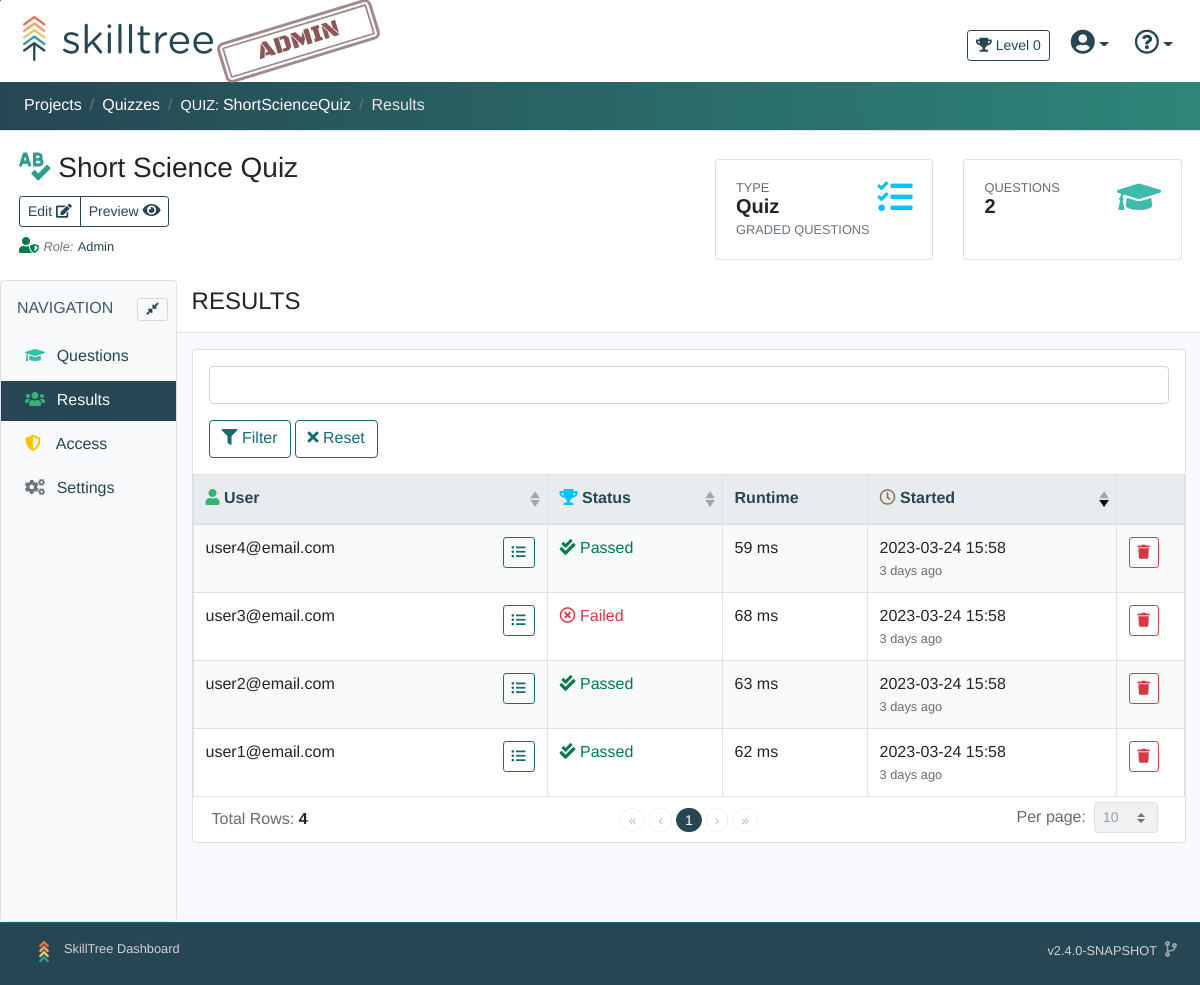 skilltree
ADMIN
Level 0
Projects / Quizzes / QUIZ: ShortScienceQuiz / Results
AB
Short Science Quiz
Edit
Preview
Role: Admin
TYPE
Quiz
GRADED QUESTIONS
QUESTIONS
2
NAVIGATION
Questions
Results
Access
Settings
RESULTS
Filter
Reset
User Status Runtime Started
user4@email.com Passed 59 ms 2023-03-24 15:58
3 days ago
user3@email.com Failed 68 ms 2023-03-24 15:58
3 days ago
user2@email.com Passed 63 ms 2023-03-24 15:58
3 days ago
user1@email.com Passed 62 ms 2023-03-24 15:58
3 days ago
Total Rows: 4 « ‹ 1 › » Per page: 10
SkillTree Dashboard v2.4.0-SNAPSHOT